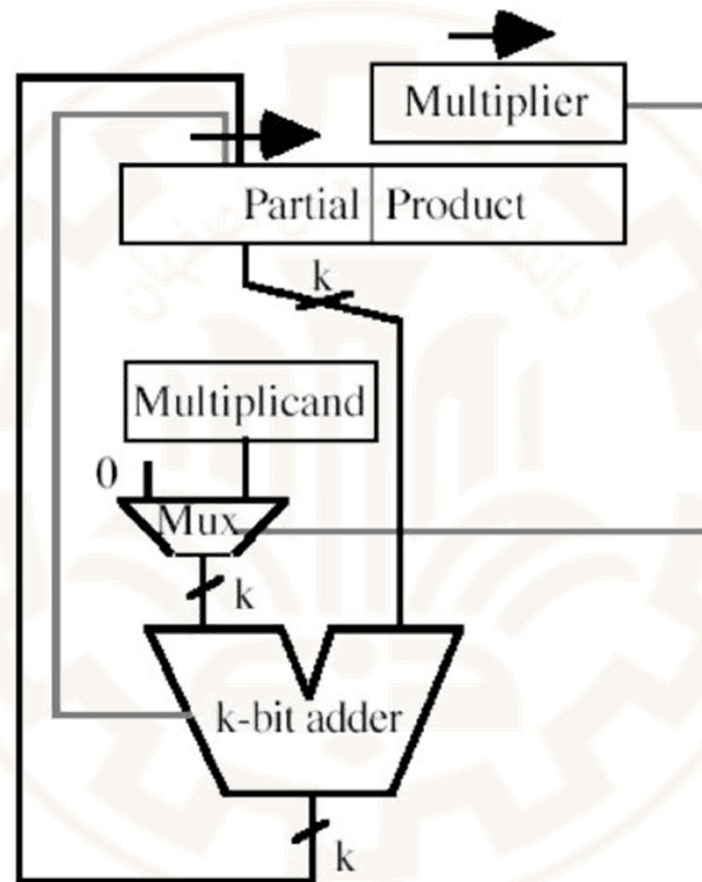 Multiplier
Partial Product
k
Multiplicand
0
Mux
k
k-bit adder
k